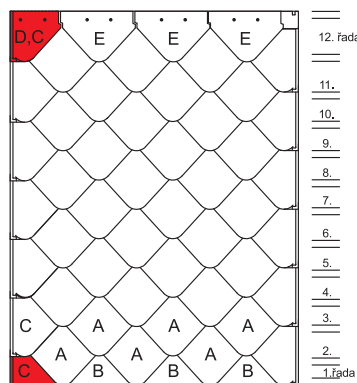 D,C E E E 12. řada
11.
10.
9.
8.
7.
6.
5.
4.
C A A A 3.
A A A 2.
C B B B 1.řada